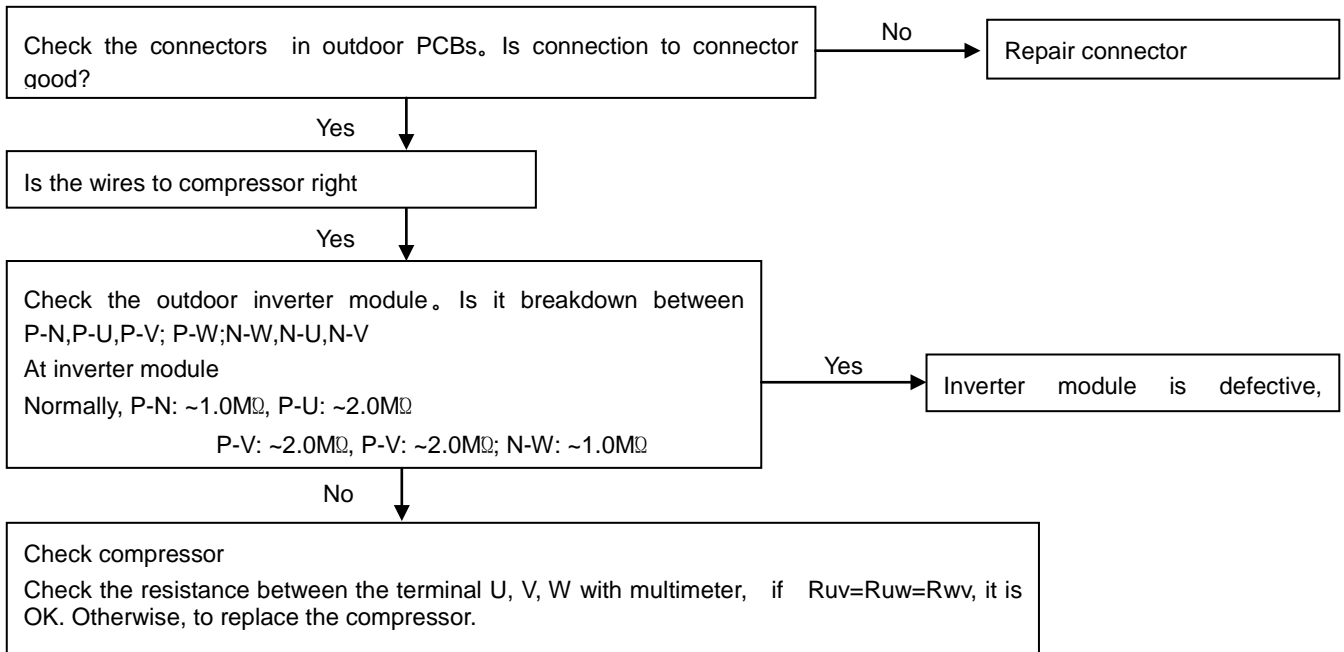 Check the connectors in outdoor PCBs。Is connection to connector
good?
No
Repair connector
Yes
Is the wires to compressor right
Yes
Check the outdoor inverter module。Is it breakdown between
P-N,P-U,P-V; P-W;N-W,N-U,N-V
At inverter module
Normally, P-N: ~1.0MΩ, P-U: ~2.0MΩ
P-V: ~2.0MΩ, P-V: ~2.0MΩ; N-W: ~1.0MΩ
Yes
Inverter module is defective,
No
Check compressor
Check the resistance between the terminal U, V, W with multimeter, if Ruv=Ruw=Rwv, it is
OK. Otherwise, to replace the compressor.